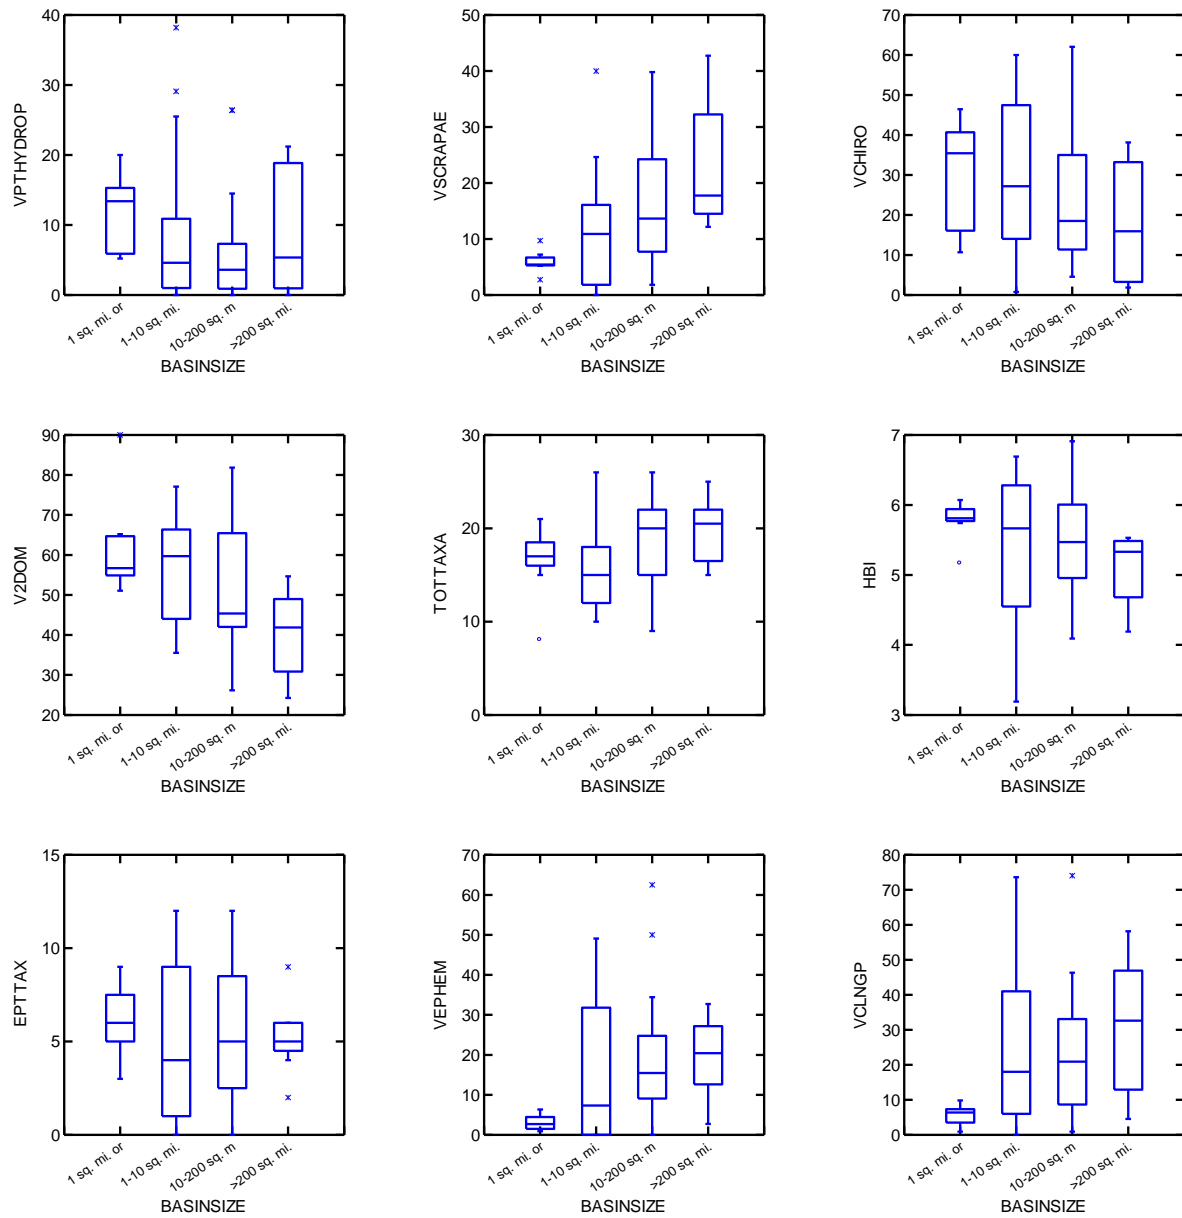 40
30
20
10
0
VPTHYDROP
1 sq. mi. or
1-10 sq. mi.
10-200 sq. m
>200 sq. mi.
BASINSIZE
50
40
30
20
10
0
VSCRAPAE
1 sq. mi. or
1-10 sq. mi.
10-200 sq. m
>200 sq. mi.
BASINSIZE
70
60
50
40
30
20
10
0
VCHIRO
1 sq. mi. or
1-10 sq. mi.
10-200 sq. m
>200 sq. mi.
BASINSIZE
90
80
70
60
50
40
30
20
V2DOM
1 sq. mi. or
1-10 sq. mi.
10-200 sq. m
>200 sq. mi.
BASINSIZE
30
20
10
0
TOTTAXA
1 sq. mi. or
1-10 sq. mi.
10-200 sq. m
>200 sq. mi.
BASINSIZE
7
6
5
4
3
HBI
1 sq. mi. or
1-10 sq. mi.
10-200 sq. m
>200 sq. mi.
BASINSIZE
15
10
5
0
EPTTAX
1 sq. mi. or
1-10 sq. mi.
10-200 sq. m
>200 sq. mi.
BASINSIZE
70
60
50
40
30
20
10
0
VEPHEM
1 sq. mi. or
1-10 sq. mi.
10-200 sq. m
>200 sq. mi.
BASINSIZE
80
70
60
50
40
30
20
10
0
VCLNGP
1 sq. mi. or
1-10 sq. mi.
10-200 sq. m
>200 sq. mi.
BASINSIZE